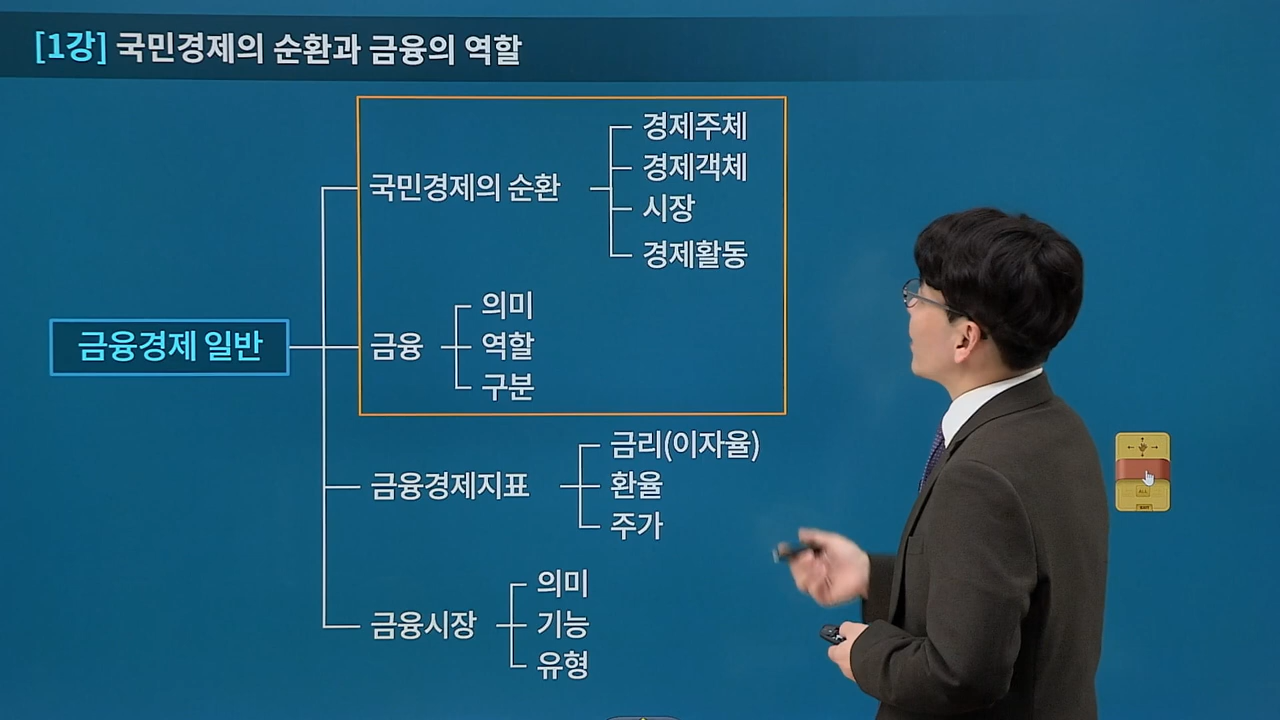 [1강] 국민경제의 순환과 금융의 역할
금융경제 일반
국민경제의 순환
경제주체
경제객체
시장
경제활동
금융
의미
역할
구분
금융경제지표
금리(이자율)
환율
주가
금융시장
의미
기능
유형
ALL